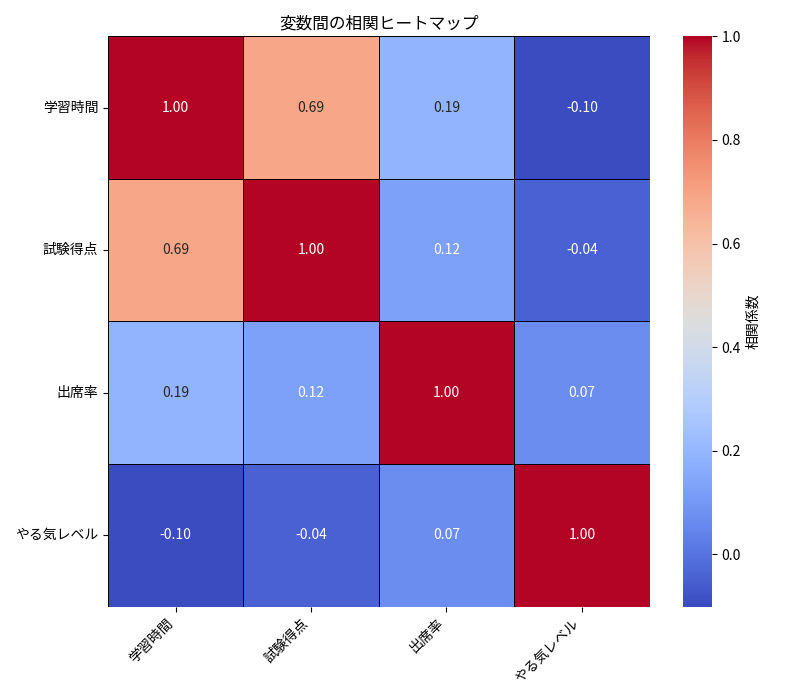 変数間の相関ヒートマップ
学習時間 1.00 0.69 0.19 -0.10
試験得点 0.69 1.00 0.12 -0.04
出席率 0.19 0.12 1.00 0.07
やる気レベル -0.10 -0.04 0.07 1.00
学習時間 試験得点 出席率 やる気レベル
1.0
0.8
0.6
0.4
0.2
0.0
相関係数